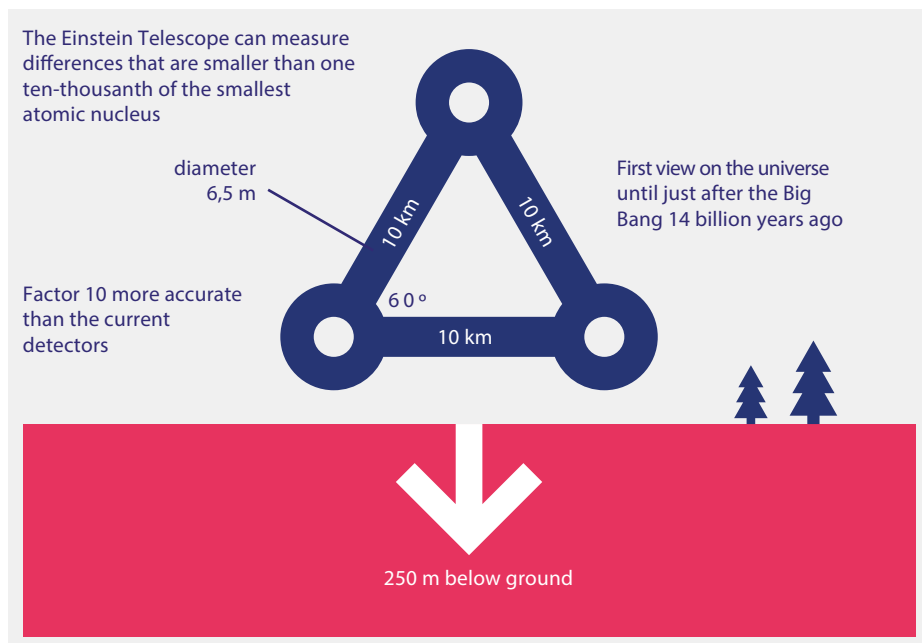 The Einstein Telescope can measure
differences that are smaller than one
ten-thousanth of the smallest
atomic nucleus
diameter
6,5 m
10 km
10 km
First view on the universe
until just after the Big
Bang 14 billion years ago
Factor 10 more accurate
than the current
detectors
60º
10 km
250 m below ground